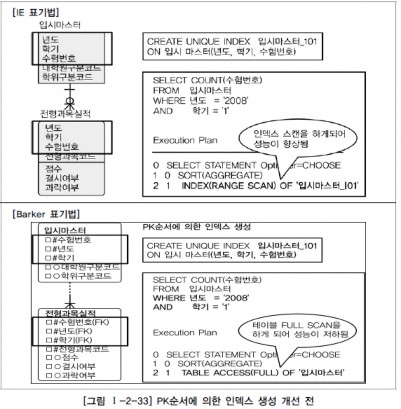 [IE 표기법]
입시마스터
년도
학기
수험번호
대학원구분코드
학위구분코드
전형과목실적
년도
학기
수험번호
전형과목코드
점수
결시여부
과락여부
CREATE UNIQUE INDEX 입시마스터_101
ON 입시 마스터(년도, 학기, 수험번호)
SELECT COUNT(수험번호)
FROM 입시마스터
WHERE 년도 = '2008'
AND 학기 = '1'
Execution Plan
인덱스 스캔을 하게되어
성능이 향상됨
0 SELECT STATEMENT Opti er=CHOOSE
1 0 SORT(AGGREGATE)
2 1 INDEX(RANGE SCAN) OF '입시마스터_I01'
[Barker 표기법]
PK순서에 의한 인덱스 생성
입시마스터
□#수험번호
□#년도
□#학기
□○대학원구분코드
□○학위구분코드
전형과목실적
□#수험번호(FK)
□#년도(FK)
□#학기(FK)
□#전형과목코드
□○점수
□○결시여부
□○과락여부
CREATE UNIQUE INDEX 입시마스터_101
ON 입시 마스터(년도, 학기, 수험번호)
SELECT COUNT(수험번호)
FROM 입시마스터
WHERE 년도 = '2008'
AND 학기 = '1'
Execution Plan
테이블 FULL SCAN을
하게 되어 성능이 저하됨
0 SELECT STATEMENT Opti er=CHOOSE
1 0 SORT(AGGREGATE)
2 1 TABLE ACCESS(FULL) OF '입시마스터'
[그림 Ⅰ-2-33] PK순서에 의한 인덱스 생성 개선 전